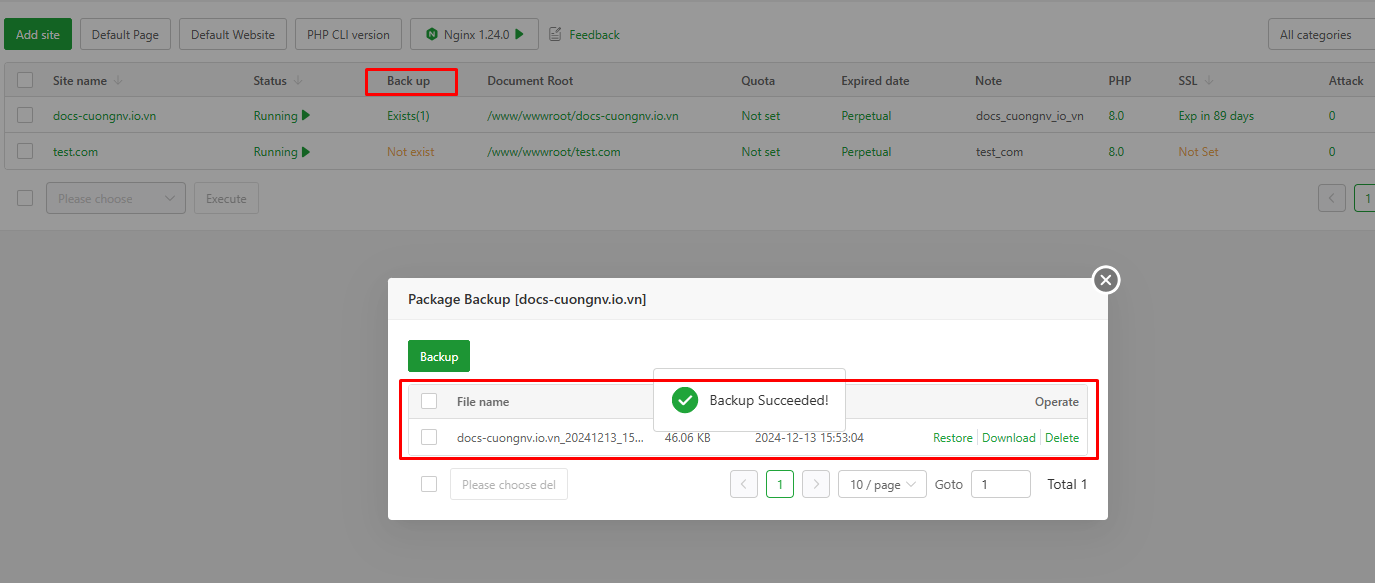 Add site Default Page Default Website PHP CLI version Nginx 1.24.0 Feedback All categories
Site name Status Back up Document Root Quota Expired date Note PHP SSL Attack
docs-cuongnv.io.vn Running Exists(1) /www/wwwroot/docs-cuongnv.io.vn Not set Perpetual docs_cuongnv_io_vn 8.0 Exp in 89 days 0
test.com Running Not exist /www/wwwroot/test.com Not set Perpetual test_com 8.0 Not Set 0
Please choose Execute 1
Package Backup [docs-cuongnv.io.vn]
Backup
File name Backup Succeeded! Operate
docs-cuongnv.io.vn_20241213_15... 46.06 KB 2024-12-13 15:53:04 Restore Download Delete
Please choose del 1 10 / page Goto 1 Total 1